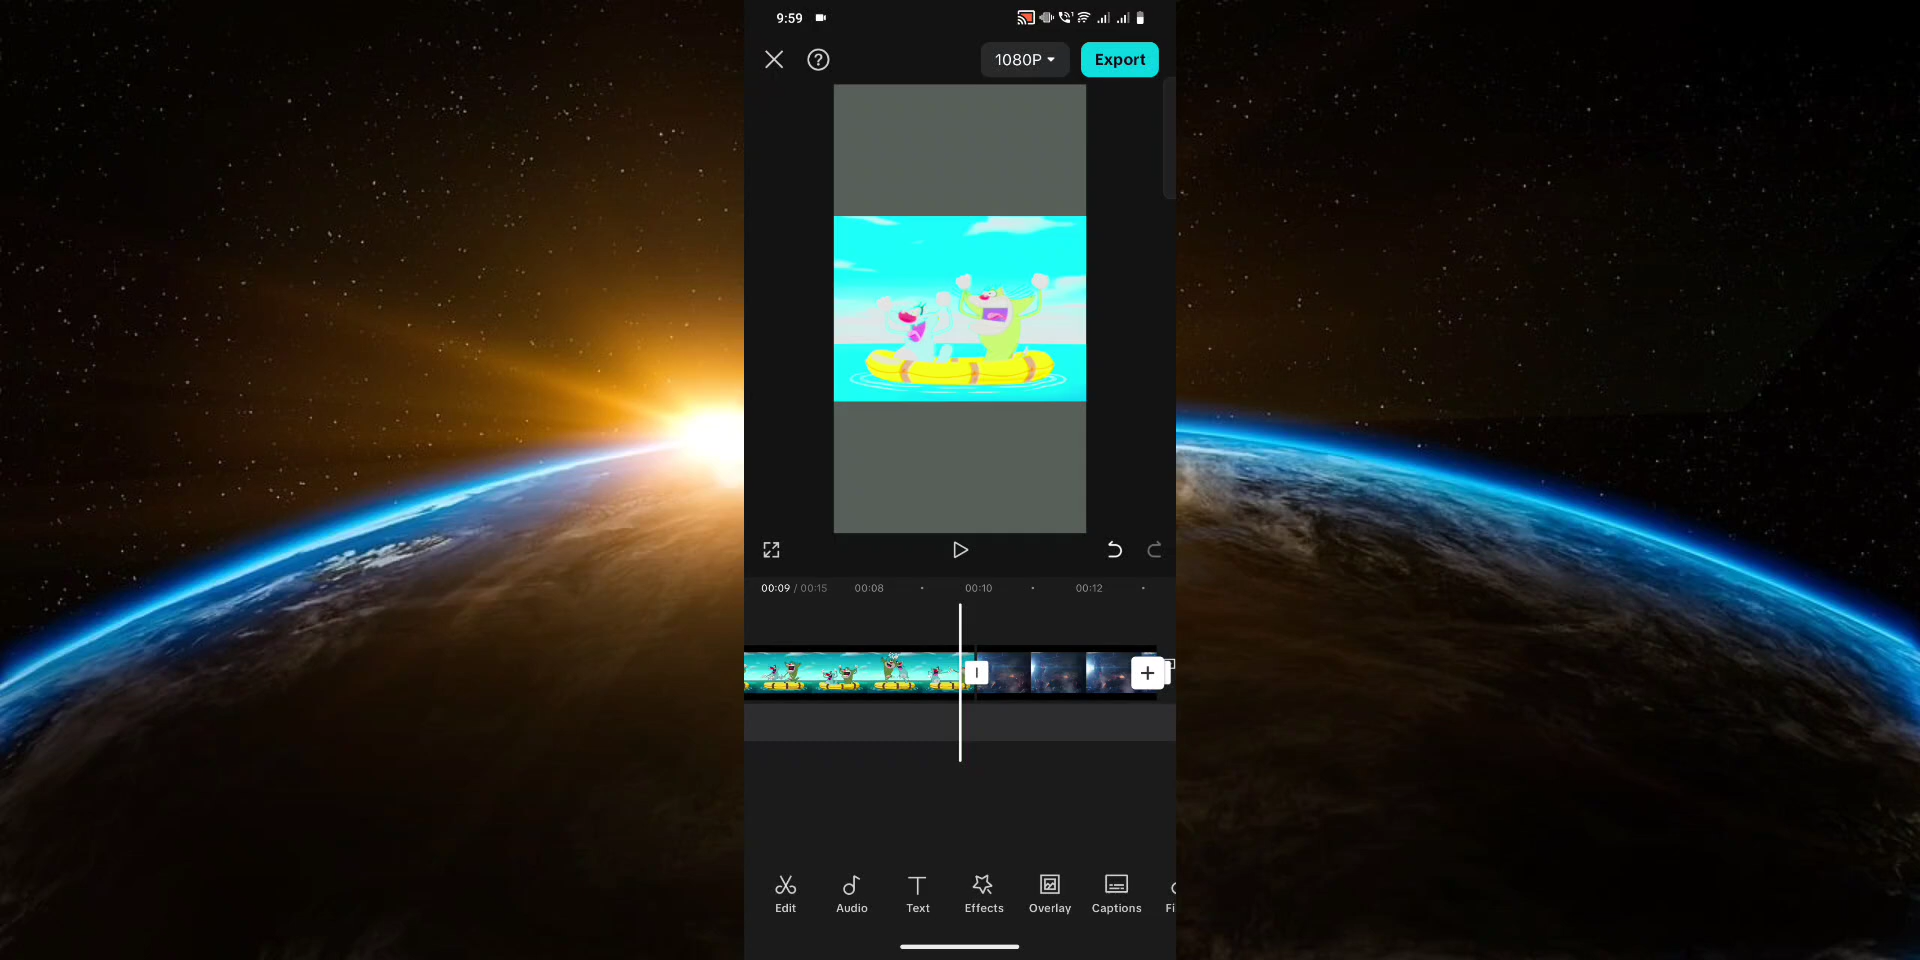 9:59
1080P Export
00:09 / 00:15 00:08 00:10 00:12
Edit Audio Text Effects Overlay Captions Fi